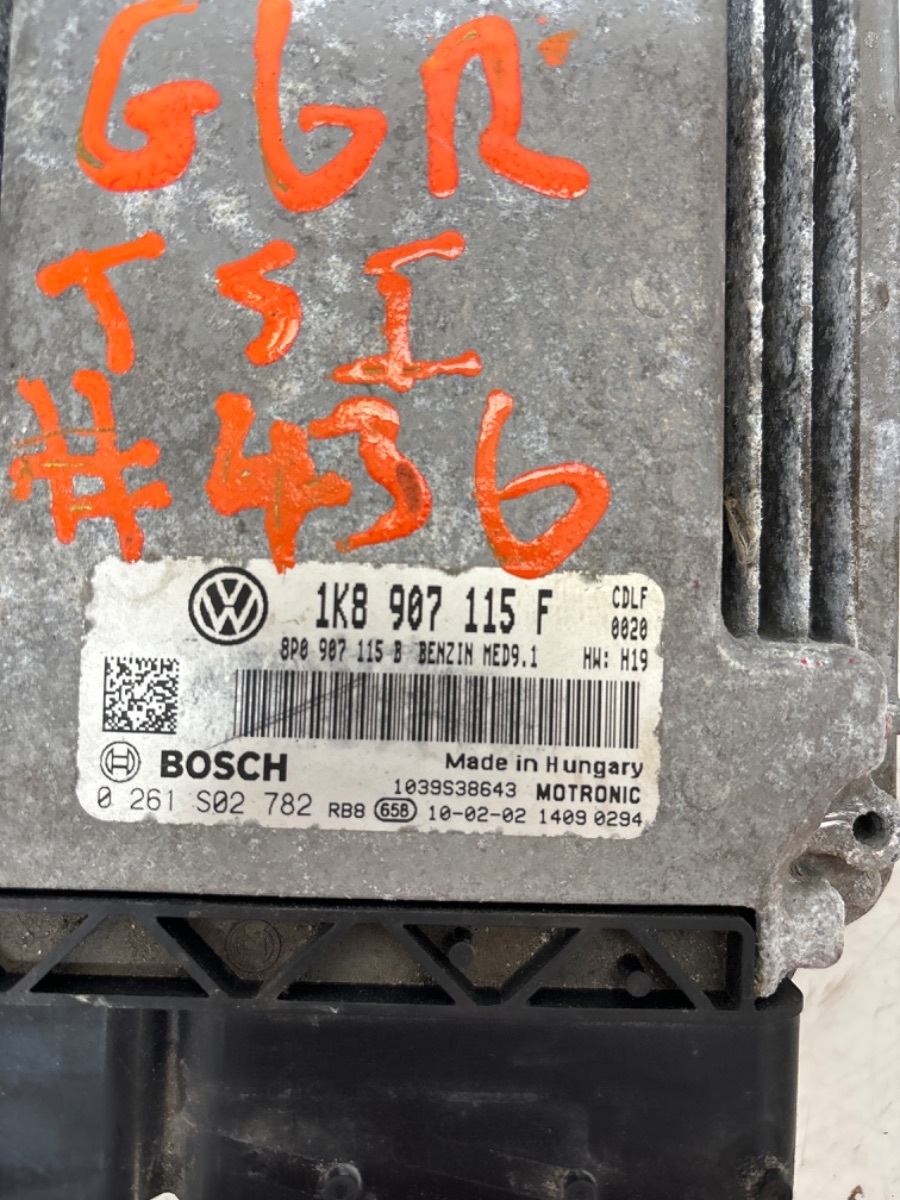 G6R
TSI
#436
1K8 907 115 F
CDLF
0020
8P0 907 115 B BENZIN MED9.1 HW: H19
BOSCH
Made in Hungary
1039S38643 MOTRONIC
0 261 S02 782 RB8 658 10-02-02 1409 0294